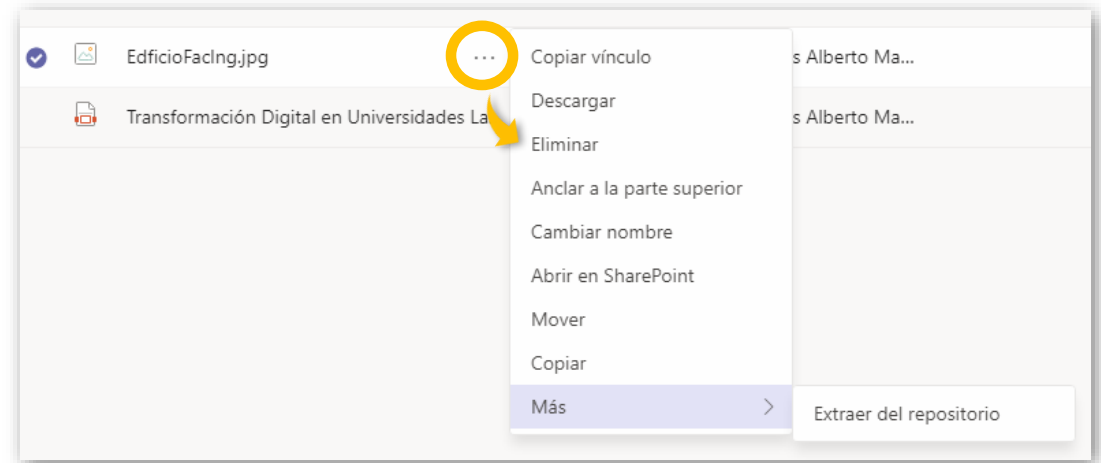 EdficioFacIng.jpg
...
Copiar vínculo
s Alberto Ma...
Descargar
Transformación Digital en Universidades La
s Alberto Ma...
Eliminar
Anclar a la parte superior
Cambiar nombre
Abrir en SharePoint
Mover
Copiar
Más
Extraer del repositorio